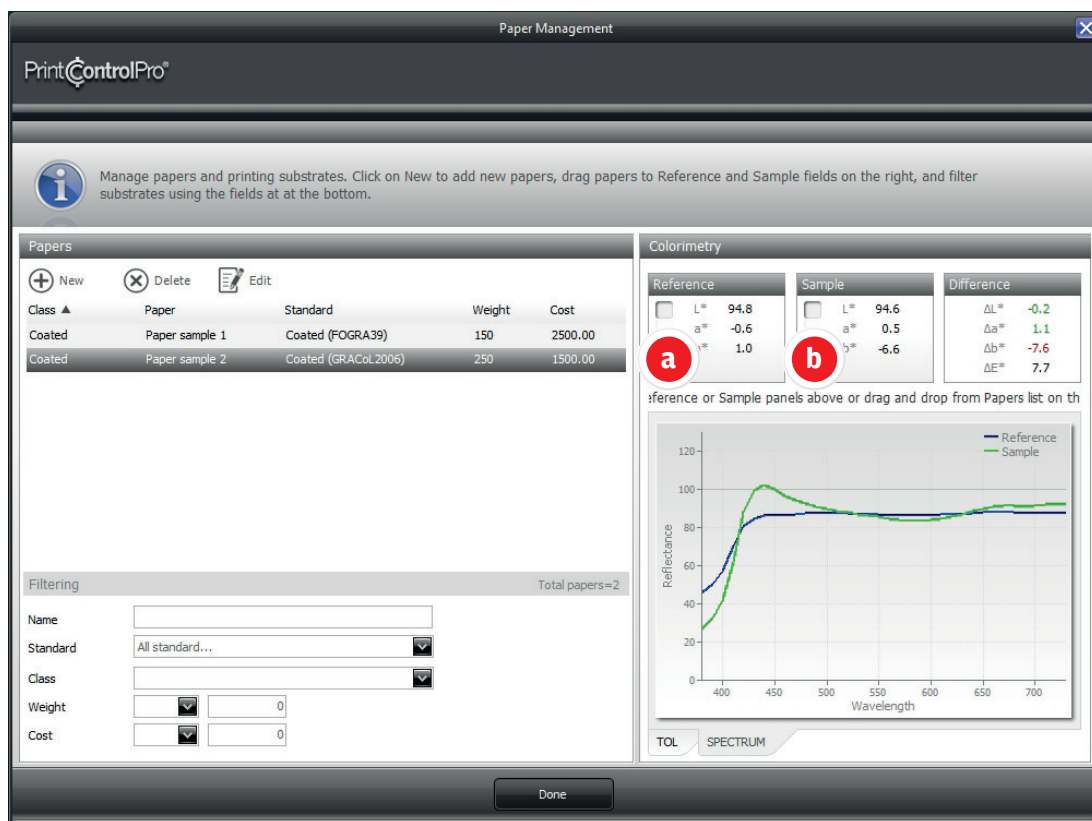 Paper Management
PrintControlPro®
Manage papers and printing substrates. Click on New to add new papers, drag papers to Reference and Sample fields on the right, and filter
substrates using the fields at at the bottom.
Papers
New Delete Edit
Class ▲ Paper Standard Weight Cost
Coated Paper sample 1 Coated (FOGRA39) 150 2500.00
Coated Paper sample 2 Coated (GRACoL2006) 250 1500.00
Filtering Total papers=2
Name
Standard All standard...
Class
Weight 0
Cost 0
Colorimetry
Reference
L* 94.8
a* -0.6
1.0
a
Sample
L* 94.6
a* 0.5
b* -6.6
b
Difference
ΔL* -0.2
Δa* 1.1
Δb* -7.6
ΔE* 7.7
eference or Sample panels above or drag and drop from Papers list on th
Reference
Sample
Reflectance
120
100
80
60
40
20
0
400 450 500 550 600 650 700
Wavelength
TOL SPECTRUM
Done